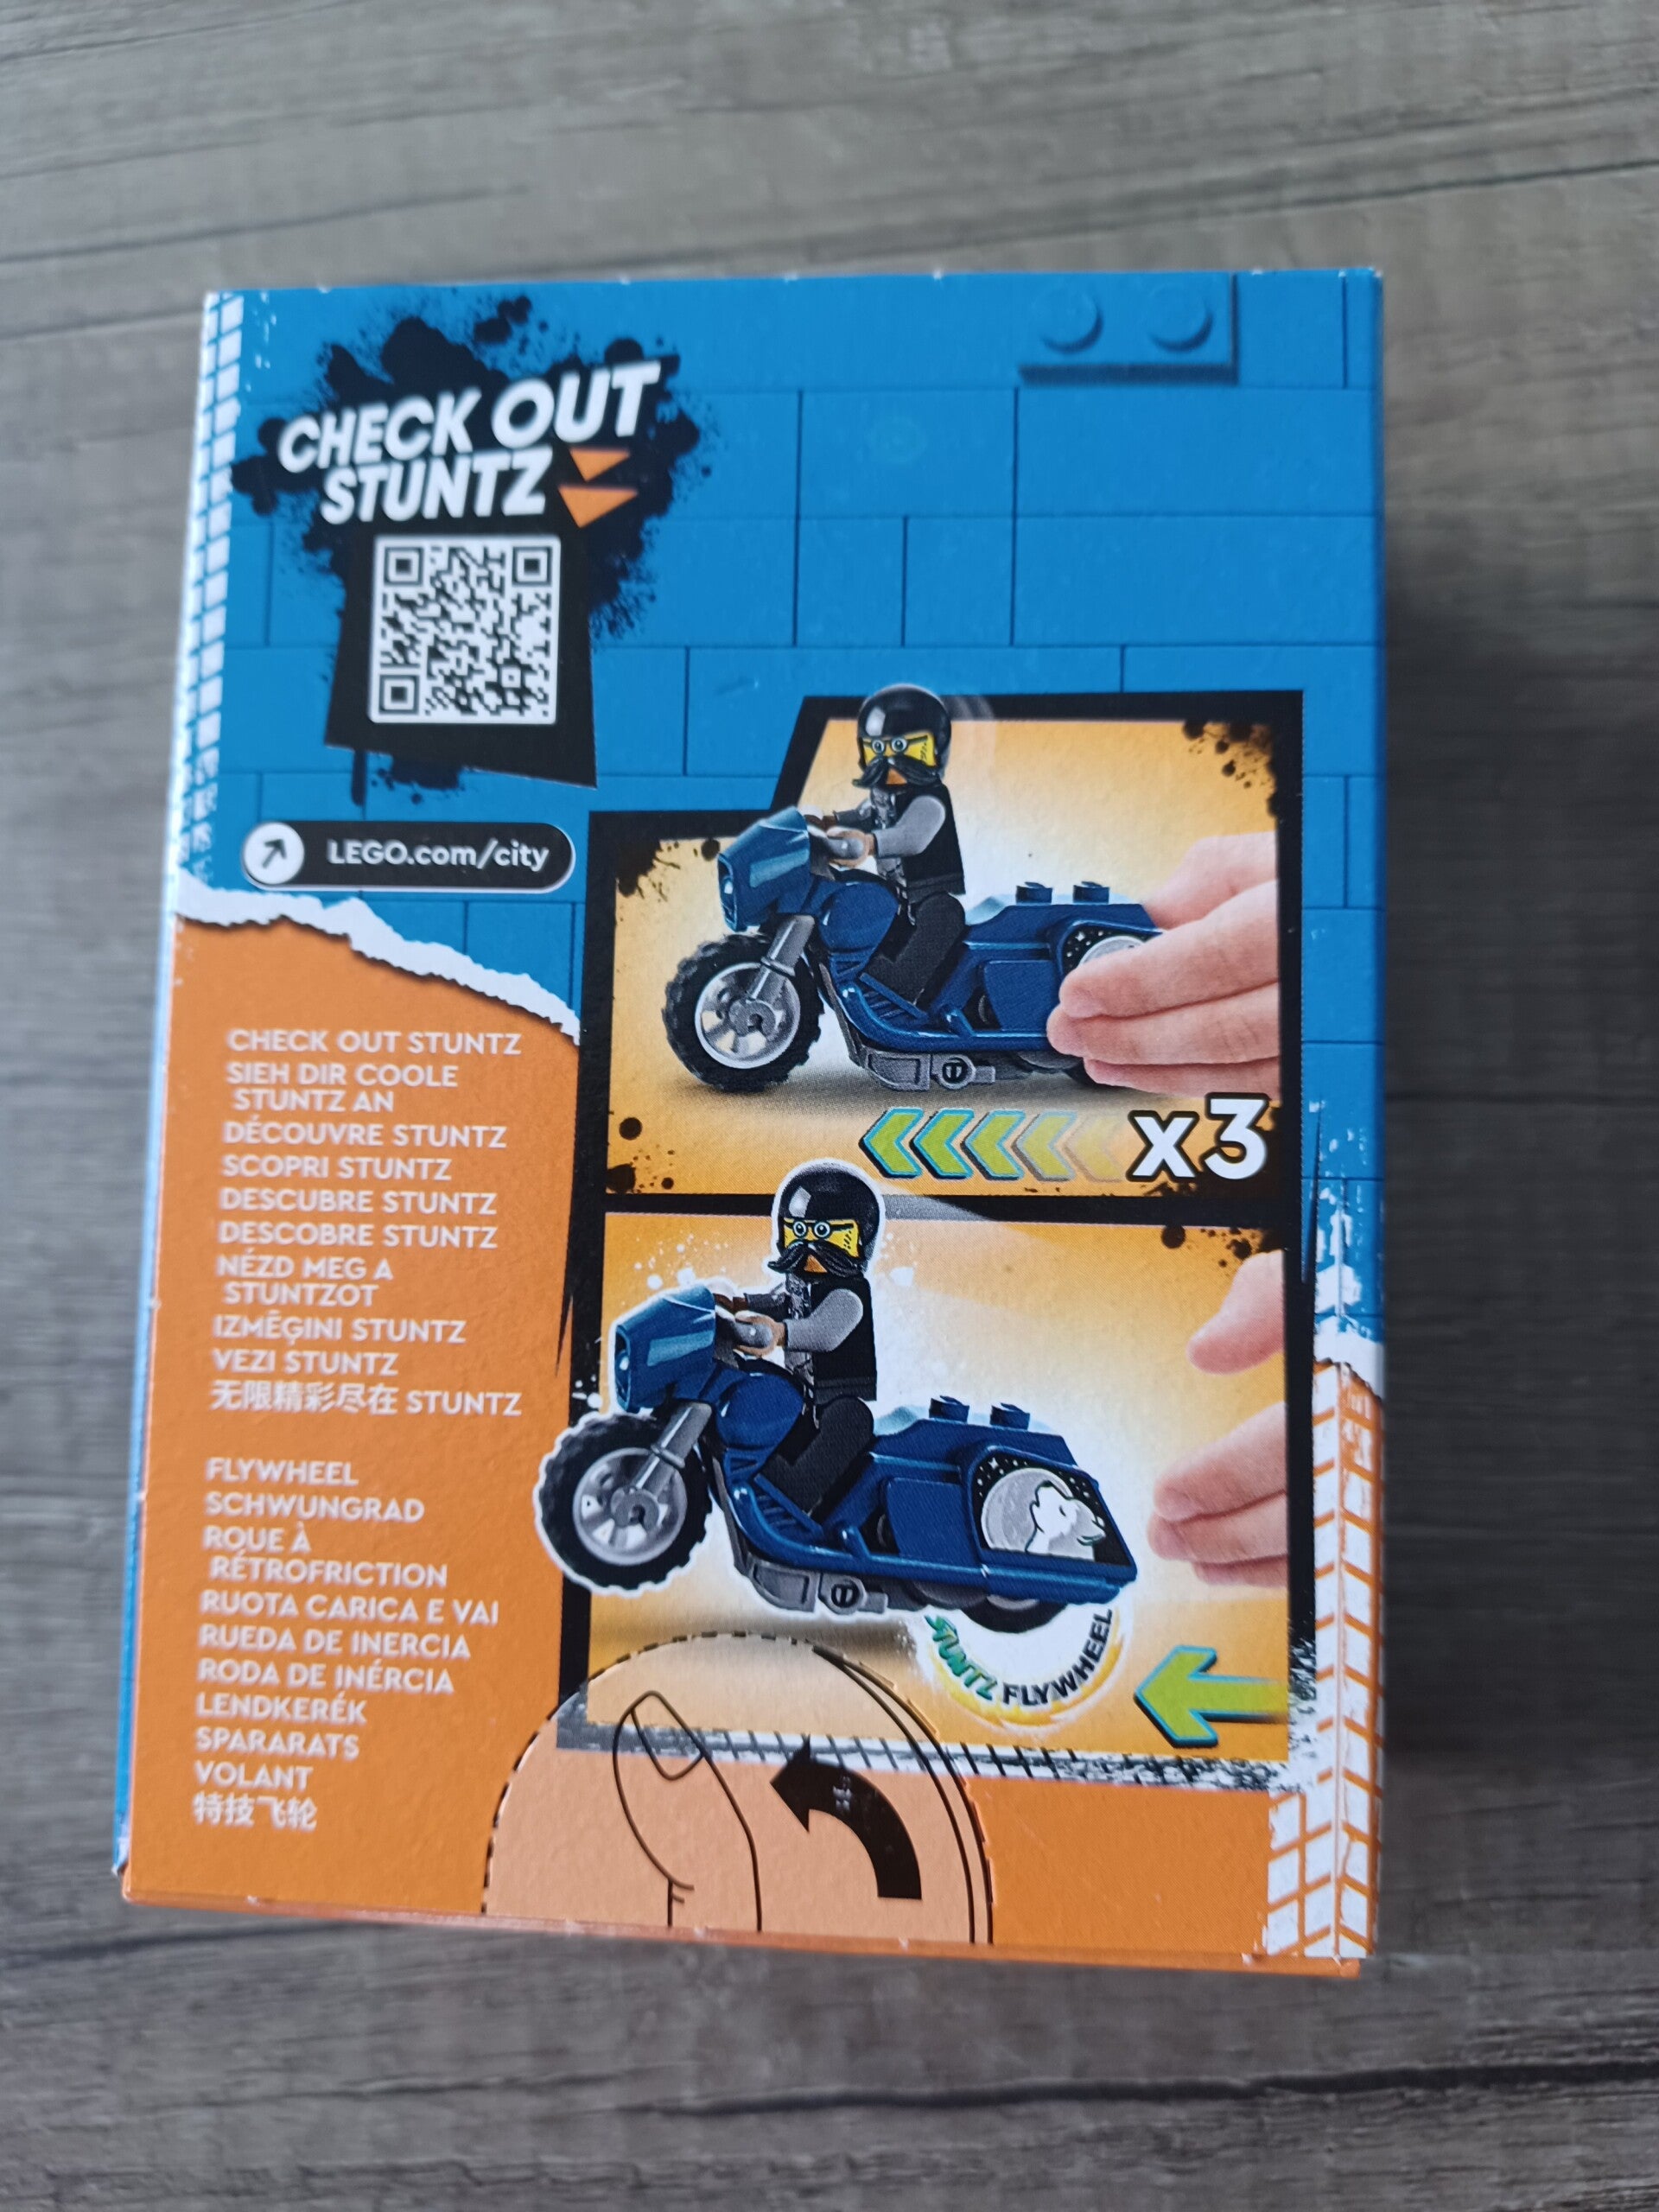 CHECK OUT
STUNTZ
LEGO.com/city
CHECK OUT STUNTZ
SIEH DIR COOLE
STUNTZ AN
DÉCOUVRE STUNTZ
SCOPRI STUNTZ
DESCUBRE STUNTZ
DESCOBRE STUNTZ
NÉZD MEG A
STUNTZOT
IZMĒĢINI STUNTZ
VEZI STUNTZ
无限精彩尽在 STUNTZ
FLYWHEEL
SCHWUNGRAD
ROUE À
RÉTROFRICTION
RUOTA CARICA E VAI
RUEDA DE INERCIA
RODA DE INÉRCIA
LENDKERÉK
SPARARATS
VOLANT
特技飞轮
x3
STUNTZ FLYWHEEL